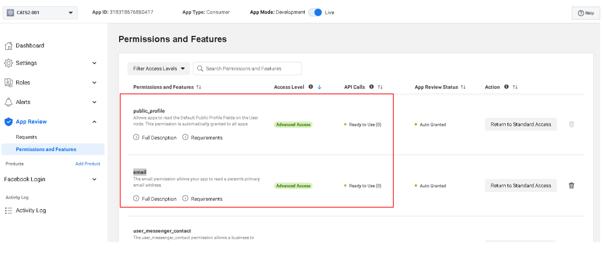 CATS2-001
App ID: 318318676850417
App Type: Consumer
App Mode: Development
Live
Help
Dashboard
Settings
Roles
Alerts
App Review
Requests
Permissions and Features
Products
Add Product
Facebook Login
Activity Log
Activity Log
Permissions and Features
Filter Access Levels
Search Permissions and Features
Permissions and Features
Access Level
API Calls
App Review Status
Action
public_profile
Allows apps to read the Default Public Profile Fields on the User
node. This permission is automatically granted to all apps.
Full Description
Requirements
Advanced Access
Ready to Use (0)
Auto Granted
Return to Standard Access
email
The email permission allows your app to read a person's primary
email address.
Full Description
Requirements
Advanced Access
Ready to Use (0)
Auto Granted
Return to Standard Access
user_messenger_contact
The user_messenger_contact permission allows a business to